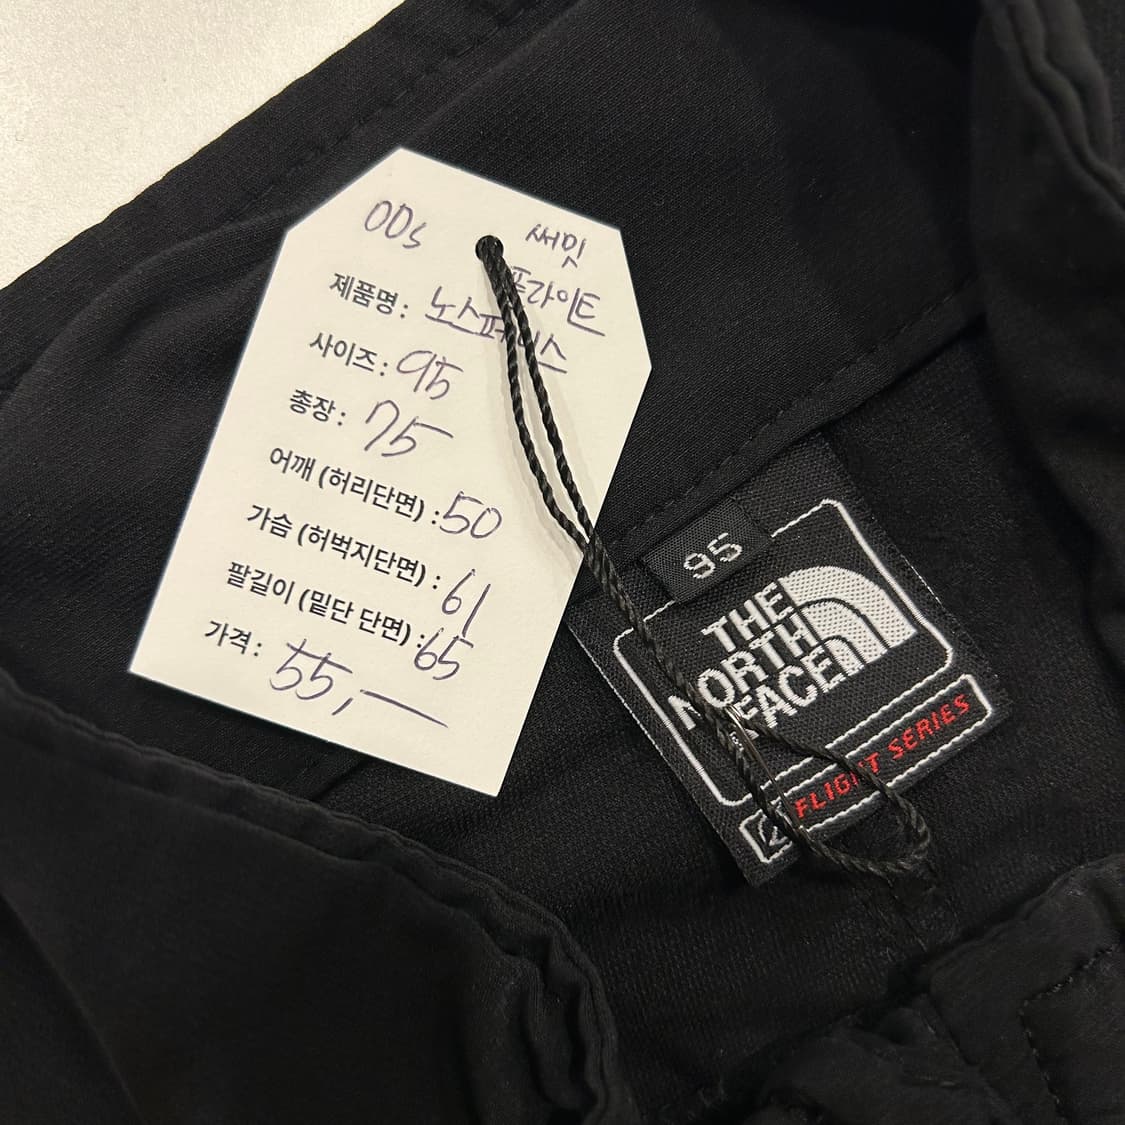 OOs
써밋
프라이트
제품명: 노스페이스
사이즈: 95
총장: 75
어깨 (허리단면) : 50
가슴 (허벅지단면) : 61
팔길이 (밑단 단면) : 65
가격: 55,—
95
THE
NORTH
FACE
FLIGHT SERIES